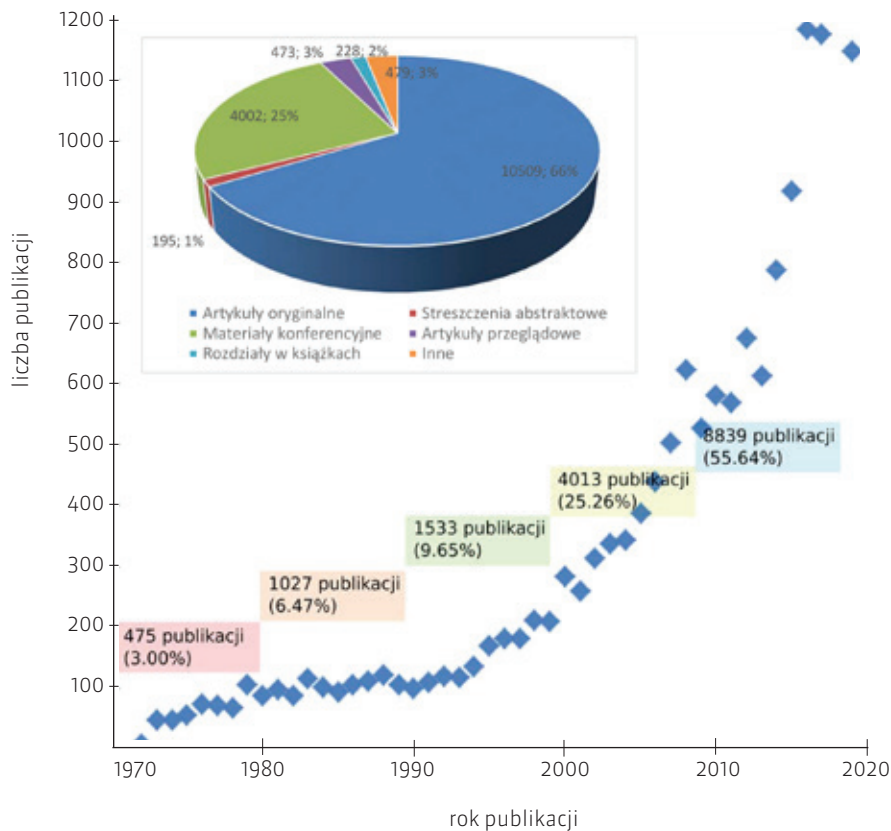 1200
1100
1000
900
800
700
600
500
400
300
200
100
liczba publikacji
473; 3%
228; 2%
479; 3%
4002; 25%
10509; 66%
195; 1%
Artykuły oryginalne
Streszczenia abstraktowe
Materiały konferencyjne
Artykuły przeglądowe
Rozdziały w książkach
Inne
8839 publikacji
(55.64%)
4013 publikacji
(25.26%)
1533 publikacji
(9.65%)
1027 publikacji
(6.47%)
475 publikacji
(3.00%)
1970
1980
1990
2000
2010
2020
rok publikacji